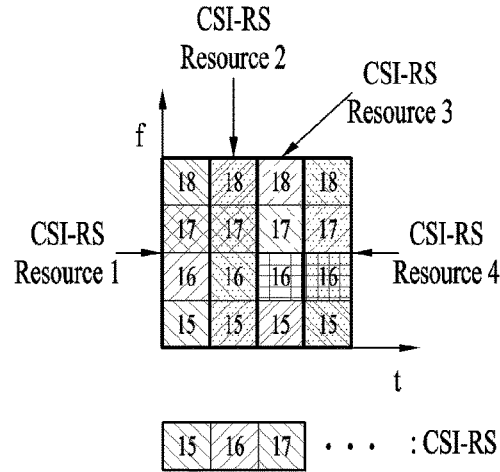 CSI-RS
Resource 2
CSI-RS
Resource 3
f
18 18 18 18
17 17 17 17
CSI-RS
Resource 1
CSI-RS
Resource 4
16 16 16 16
15 15 15 15
t
15 16 17 · · · : CSI-RS